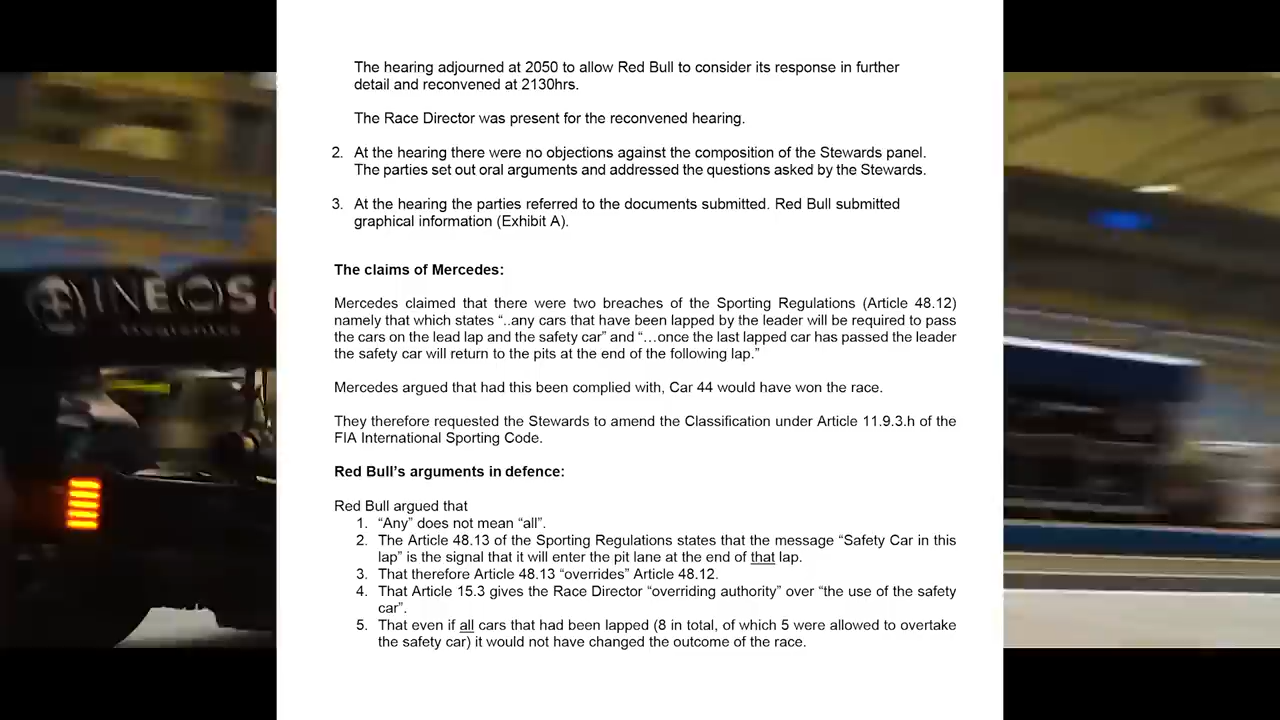 The hearing adjourned at 2050 to allow Red Bull to consider its response in further
detail and reconvened at 2130hrs.
The Race Director was present for the reconvened hearing.
2. At the hearing there were no objections against the composition of the Stewards panel.
The parties set out oral arguments and addressed the questions asked by the Stewards.
3. At the hearing the parties referred to the documents submitted. Red Bull submitted
graphical information (Exhibit A).
The claims of Mercedes:
Mercedes claimed that there were two breaches of the Sporting Regulations (Article 48.12)
namely that which states “..any cars that have been lapped by the leader will be required to pass
the cars on the lead lap and the safety car” and “…once the last lapped car has passed the leader
the safety car will return to the pits at the end of the following lap.”
Mercedes argued that had this been complied with, Car 44 would have won the race.
They therefore requested the Stewards to amend the Classification under Article 11.9.3.h of the
FIA International Sporting Code.
Red Bull’s arguments in defence:
Red Bull argued that
1. “Any” does not mean “all”.
2. The Article 48.13 of the Sporting Regulations states that the message “Safety Car in this
lap” is the signal that it will enter the pit lane at the end of that lap.
3. That therefore Article 48.13 “overrides” Article 48.12.
4. That Article 15.3 gives the Race Director “overriding authority” over “the use of the safety
car”.
5. That even if all cars that had been lapped (8 in total, of which 5 were allowed to overtake
the safety car) it would not have changed the outcome of the race.
INEOS